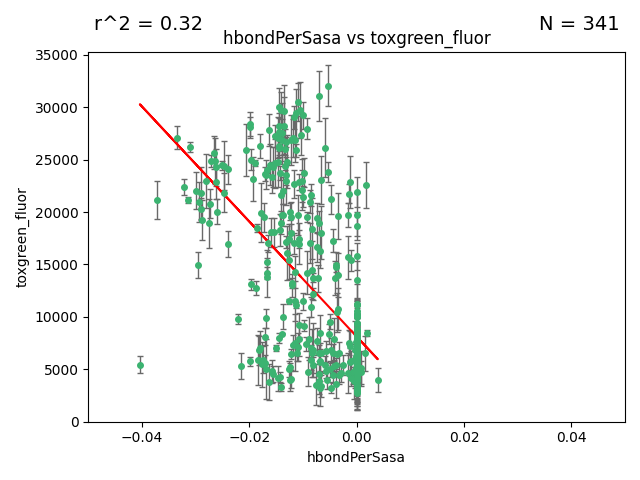 r^2 = 0.32
N = 341
hbondPerSasa vs toxgreen_fluor
35000
30000
25000
20000
15000
10000
5000
0
toxgreen_fluor
−0.04
−0.02
0.00
0.02
0.04
hbondPerSasa